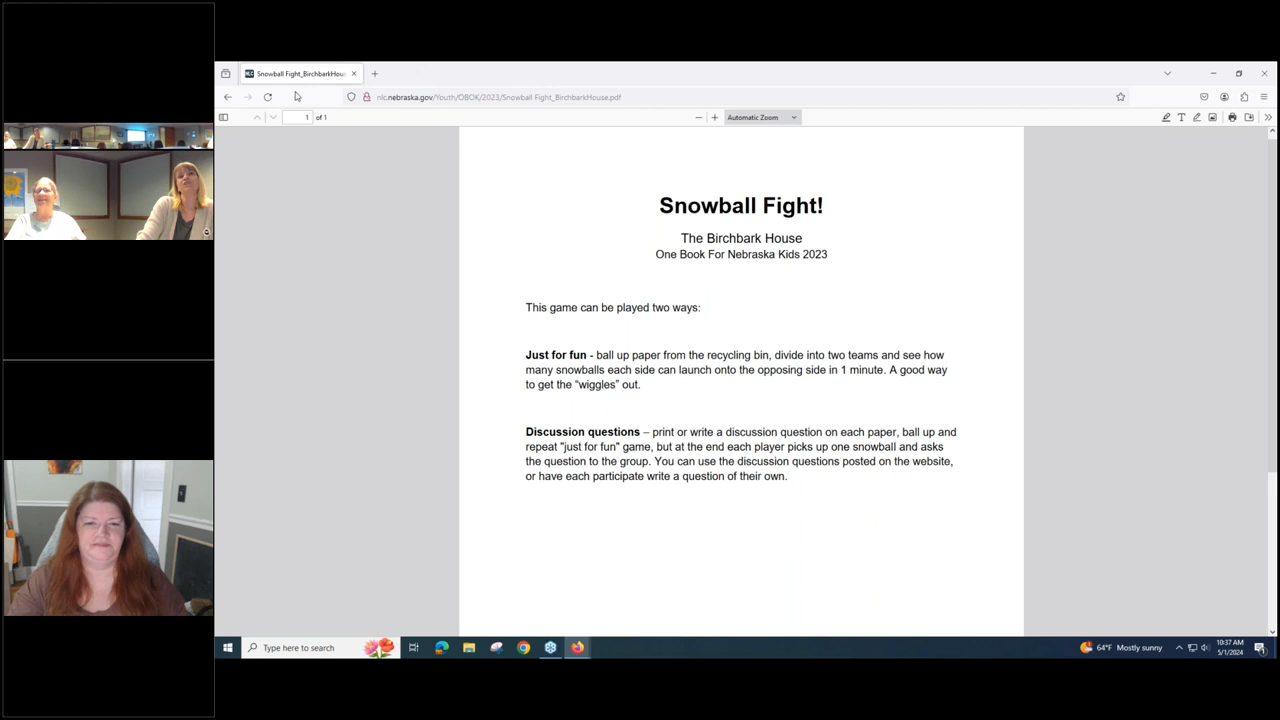 Snowball Fight_BirchbarkHous
1 of 1
nlc.nebraska.gov/Youth/OBOK/2023/Snowball Fight_BirchbarkHouse.pdf
Automatic Zoom
Snowball Fight!
The Birchbark House
One Book For Nebraska Kids 2023
This game can be played two ways:
Just for fun - ball up paper from the recycling bin, divide into two teams and see how
many snowballs each side can launch onto the opposing side in 1 minute. A good way
to get the “wiggles” out.
Discussion questions – print or write a discussion question on each paper, ball up and
repeat "just for fun" game, but at the end each player picks up one snowball and asks
the question to the group. You can use the discussion questions posted on the website,
or have each participate write a question of their own.
Type here to search
64°F Mostly sunny
10:37 AM
5/1/2024